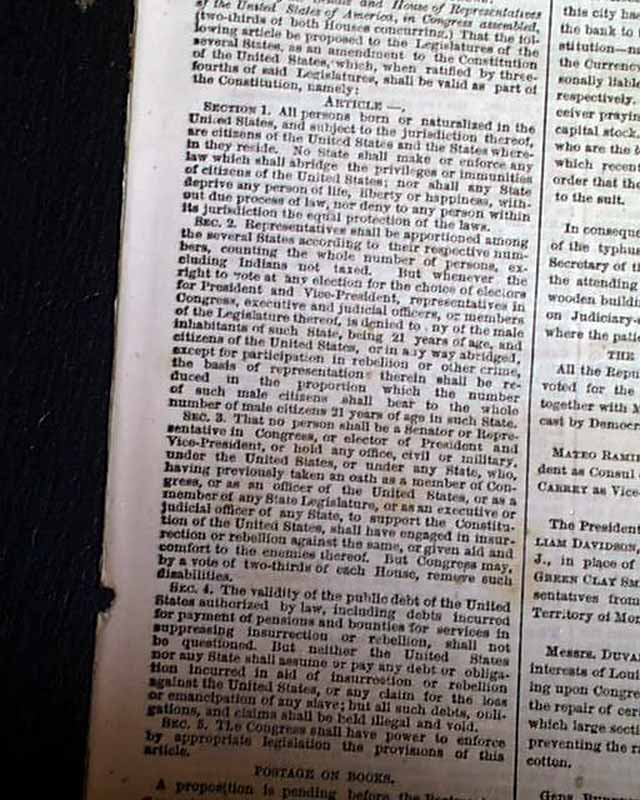 of the United States of America, in Congress assembled,
(two-thirds of both Houses concurring,) That the fol-
lowing article be proposed to the Legislatures of the
several States, as an amendment to the Constitution
of the United States, which, when ratified by three-
fourths of said Legislatures, shall be valid as part of
the Constitution, namely:
ARTICLE —.
SECTION 1. All persons born or naturalized in the
United States, and subject to the jurisdiction thereof,
are citizens of the United States and the States where-
in they reside. No State shall make or enforce any
law which shall abridge the privileges or immunities
of citizens of the United States; nor shall any State
deprive any person of life, liberty or happiness, with-
out due process of law, nor deny to any person within
its jurisdiction the equal protection of the laws.
SEC. 2. Representatives shall be apportioned among
the several States according to their respective num-
bers, counting the whole number of persons, ex-
cluding Indians not taxed. But whenever the
right to vote at any election for the choice of electors
for President and Vice-President, representatives in
Congress, executive and judicial officers, or members
of the Legislature thereof, is denied to .ny of the male
inhabitants of such State, being 21 years of age, and
citizens of the United States, or in any way abridged,
except for participation in rebellion or other crime,
the basis of representation therein shall be re-
duced in the proportion which the number
of such male citizens shall bear to the whole
number of male citizens 21 years of age in such State.
SEC. 3. That no person shall be a Senator or Repre-
sentative in Congress, or elector of President and
Vice-President, or hold any office, civil or military,
under the United States, or under any State, who,
having previously taken an oath as a member of Con-
gress, or as an officer of the United States, or as a
member of any State Legislature, or as an executive or
judicial officer of any State, to support the Constitu-
tion of the United States, shall have engaged in insur-
rection or rebellion against the same, or given aid and
comfort to the enemies thereof. But Congress may,
by a vote of two-thirds of each House, remove such
disabilities.
SEC. 4. The validity of the public debt of the United
States authorized by law, including debts incurred
for payment of pensions and bounties for services in
suppressing insurrection or rebellion, shall not
be questioned. But neither the United States
nor any State shall assume or pay any debt or obliga-
tion incurred in aid of insurrection or rebellion
against the United States, or any claim for the loss
or emancipation of any slave; but all such debts, obli-
gations, and claims shall be held illegal and void.
SEC. 5. The Congress shall have power to enforce
by appropriate legislation the provisions of this
article.
POSTAGE ON BOOKS.
A proposition is pending before the
this city ha
the bank to
stitution—
the Currency
sonally liabl
respectively.
ceiver prayin
capital stock.
who are the
which recent
order that th
to the suit.
In conseque
of the typhu
Secretary of
the attending
wooden buildi
on Judiciary-
where the patie
THE
All the Repu
voted for the
together with
cast by Democr
MATEO RAMI
dent as Consul
CARREY as Vice
The President
LIAM DAVIDSON,
J., in place of
GREEN CLAY SM
sentatives from
Territory of Mon
Messrs. DUVA
interests of Loui
ing upon Congre
the repair of cer
which large secti
preventing the r
cotton.